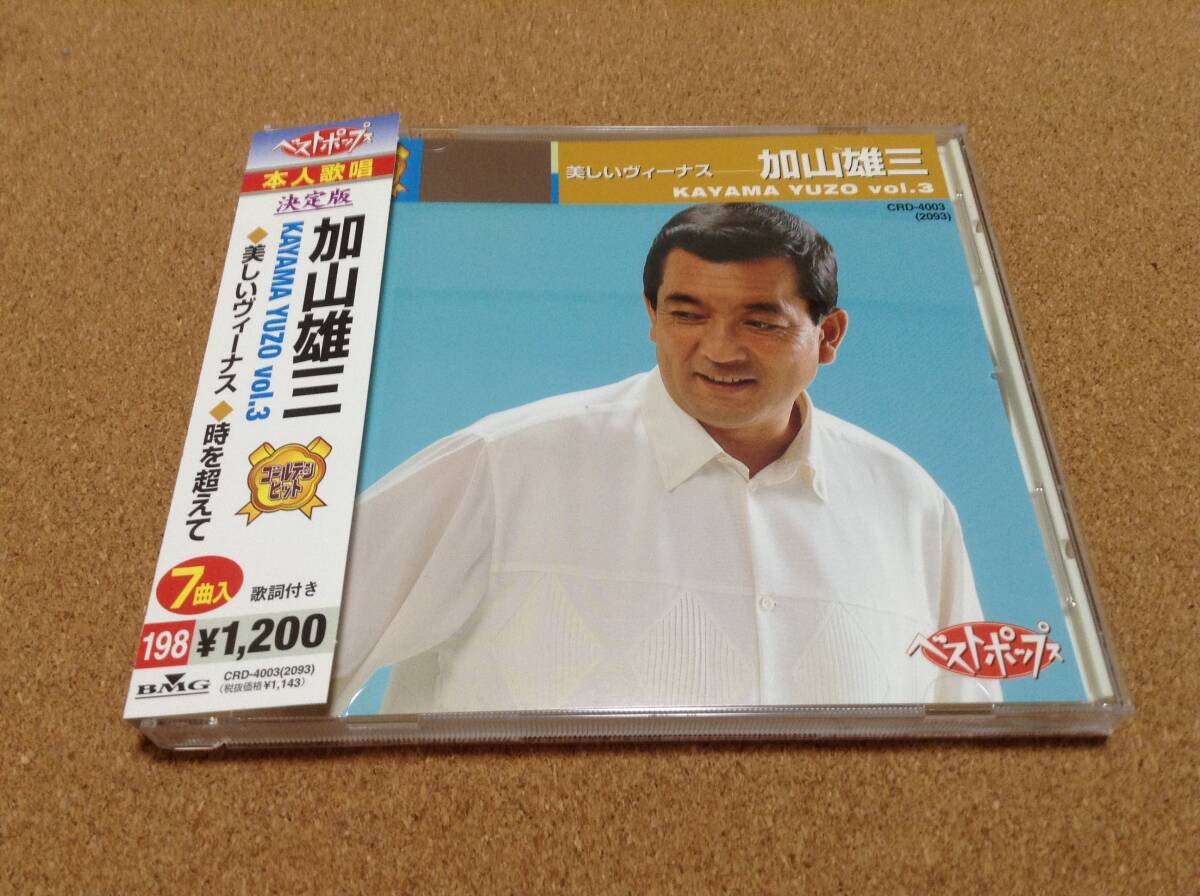 ベストポップス
本人歌唱
決定版
加山雄三
KAYAMA YUZO vol.3
◆美しいヴィーナス ◆時を超えて
ゴールデン
ヒット
7曲入
歌詞付き
198 ¥1,200
CRD-4003(2093)
(税抜価格¥1,143)
BMG
美しいヴィーナス 加山雄三
KAYAMA YUZO vol.3
CRD-4003
(2093)
ベストポップス